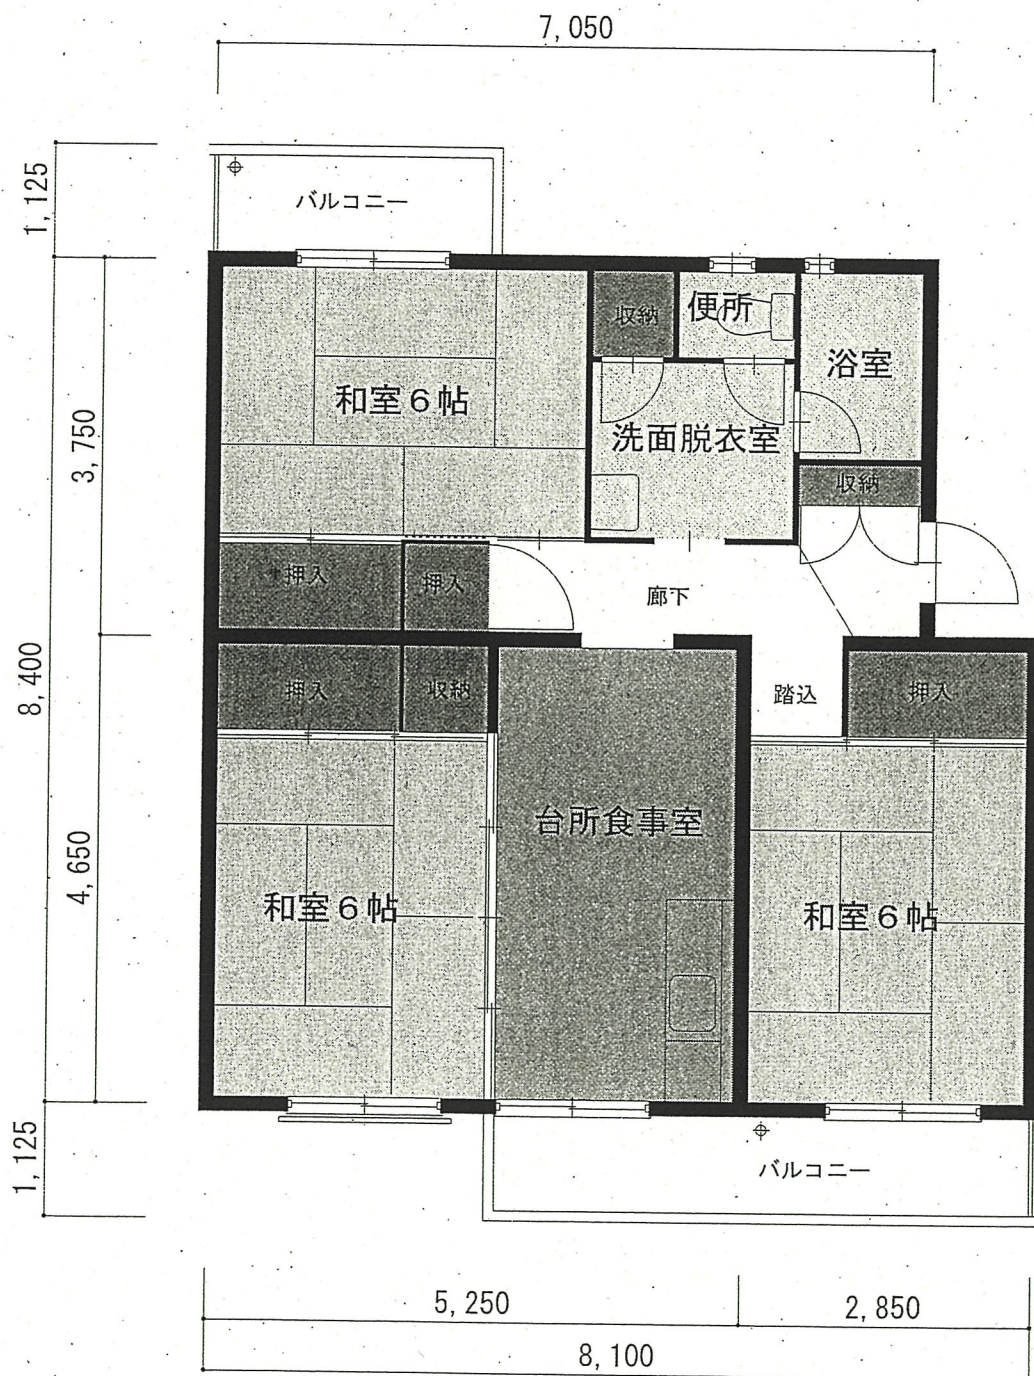 7,050
1,125
バルコニー
収納
便所
浴室
和室6帖
洗面脱衣室
3,750
収納
押入
押入
廊下
8,400
押入
収納
踏込
押入
台所食事室
4,650
和室6帖
和室6帖
1,125
バルコニー
5,250
2,850
8,100